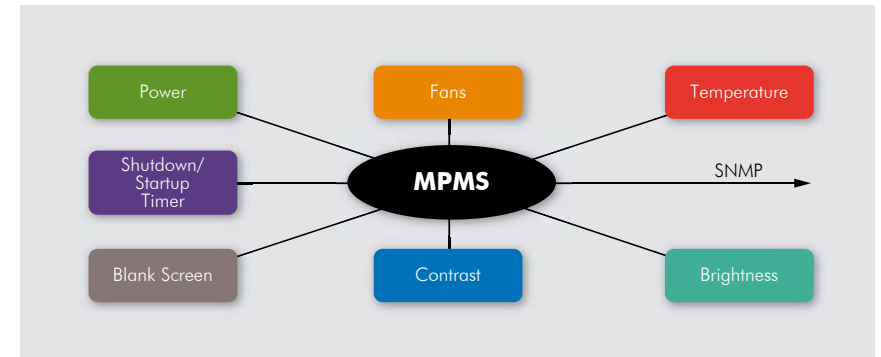 Power
Fans
Temperature
Shutdown/
Startup
Timer
MPMS
SNMP
Blank Screen
Contrast
Brightness